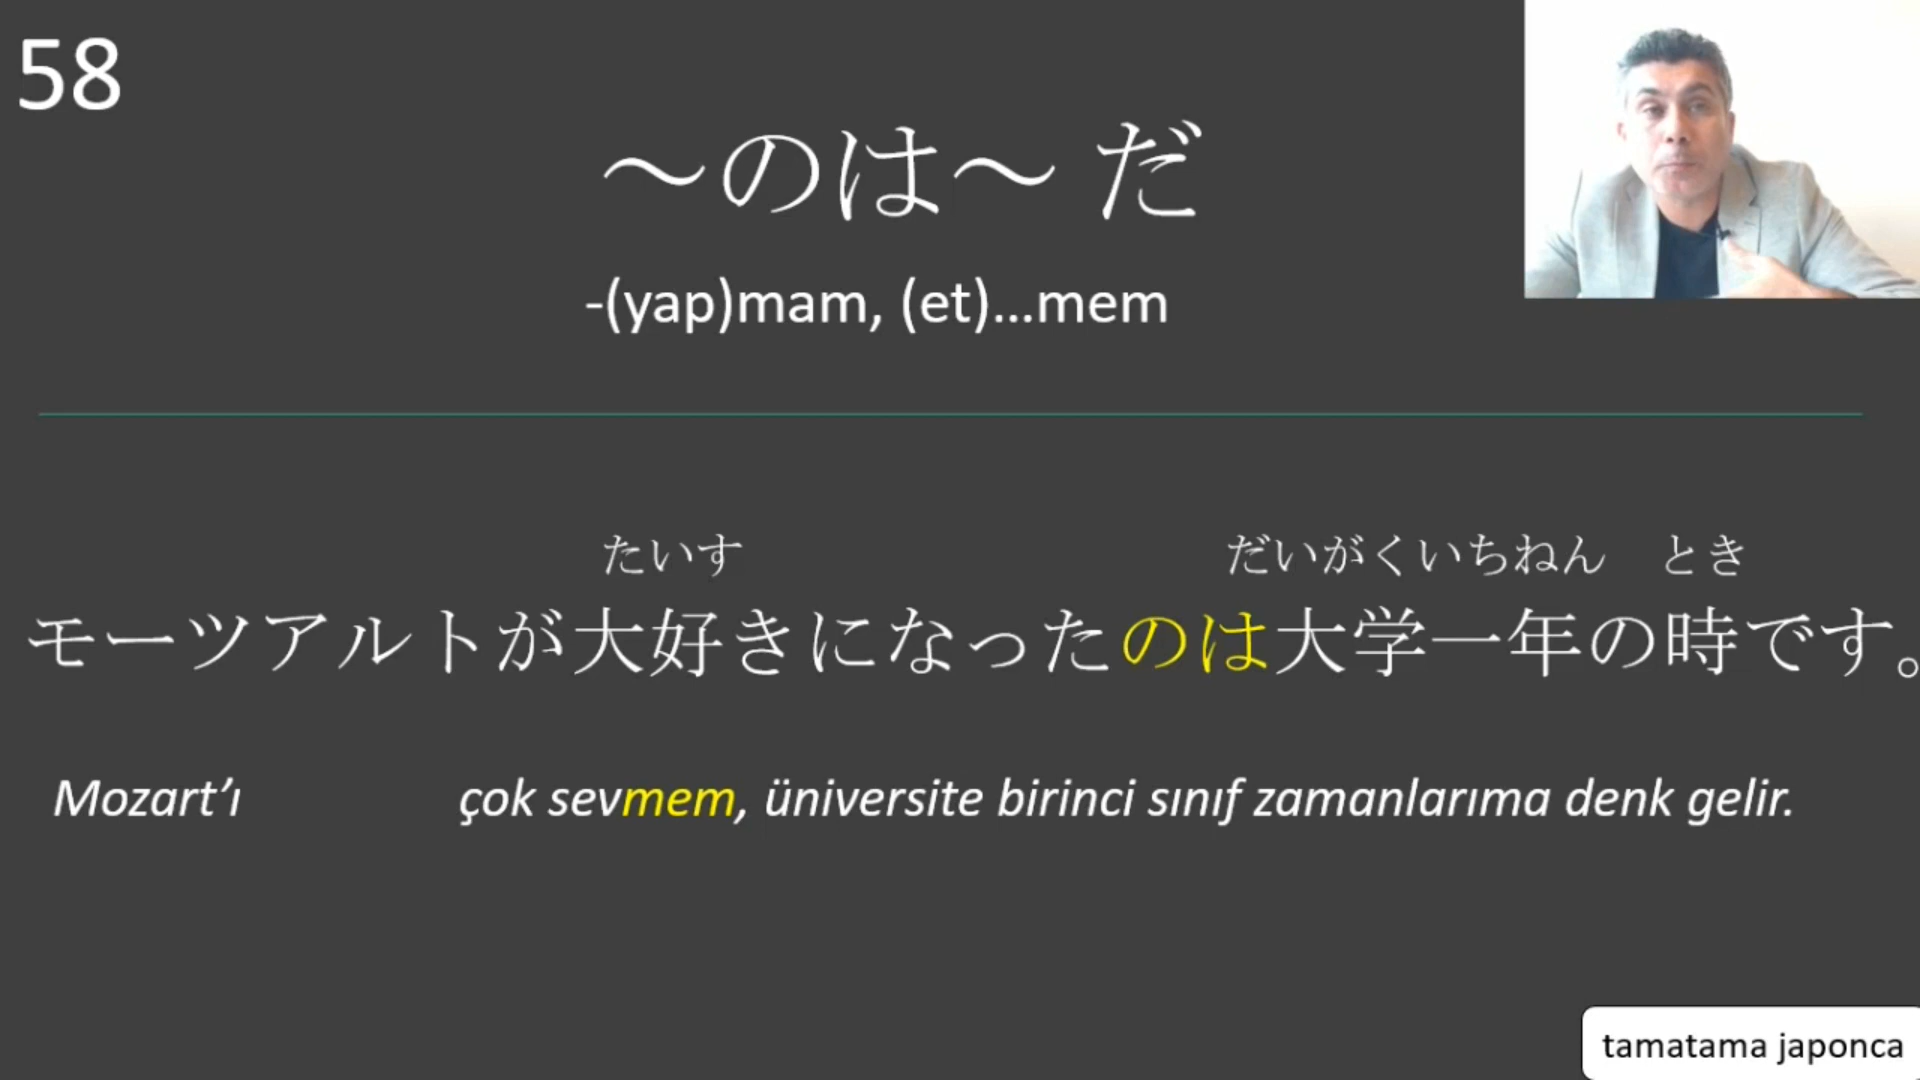 58
～のは～ だ
-(yap)mam, (et)...mem
たいす だいがくいちねん とき
モーツアルトが大好きになったのは大学一年の時です。
Mozart’ı çok sevmem, üniversite birinci sınıf zamanlarıma denk gelir.
tamatama japonca